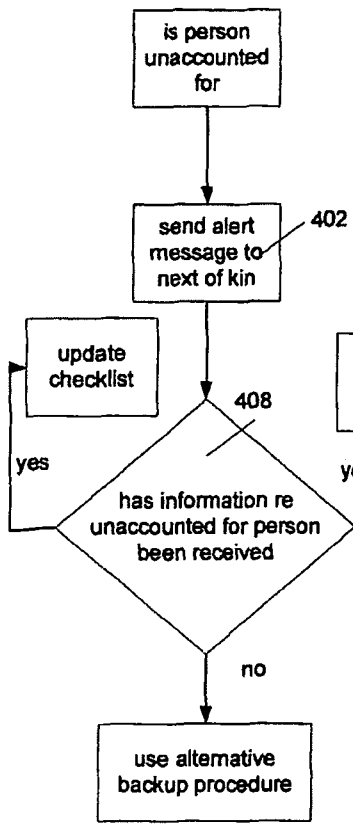 is person
unaccounted
for
send alert
message to
next of kin
402
update
checklist
408
yes
has information re
unaccounted for person
been received
no
use alternative
backup procedure